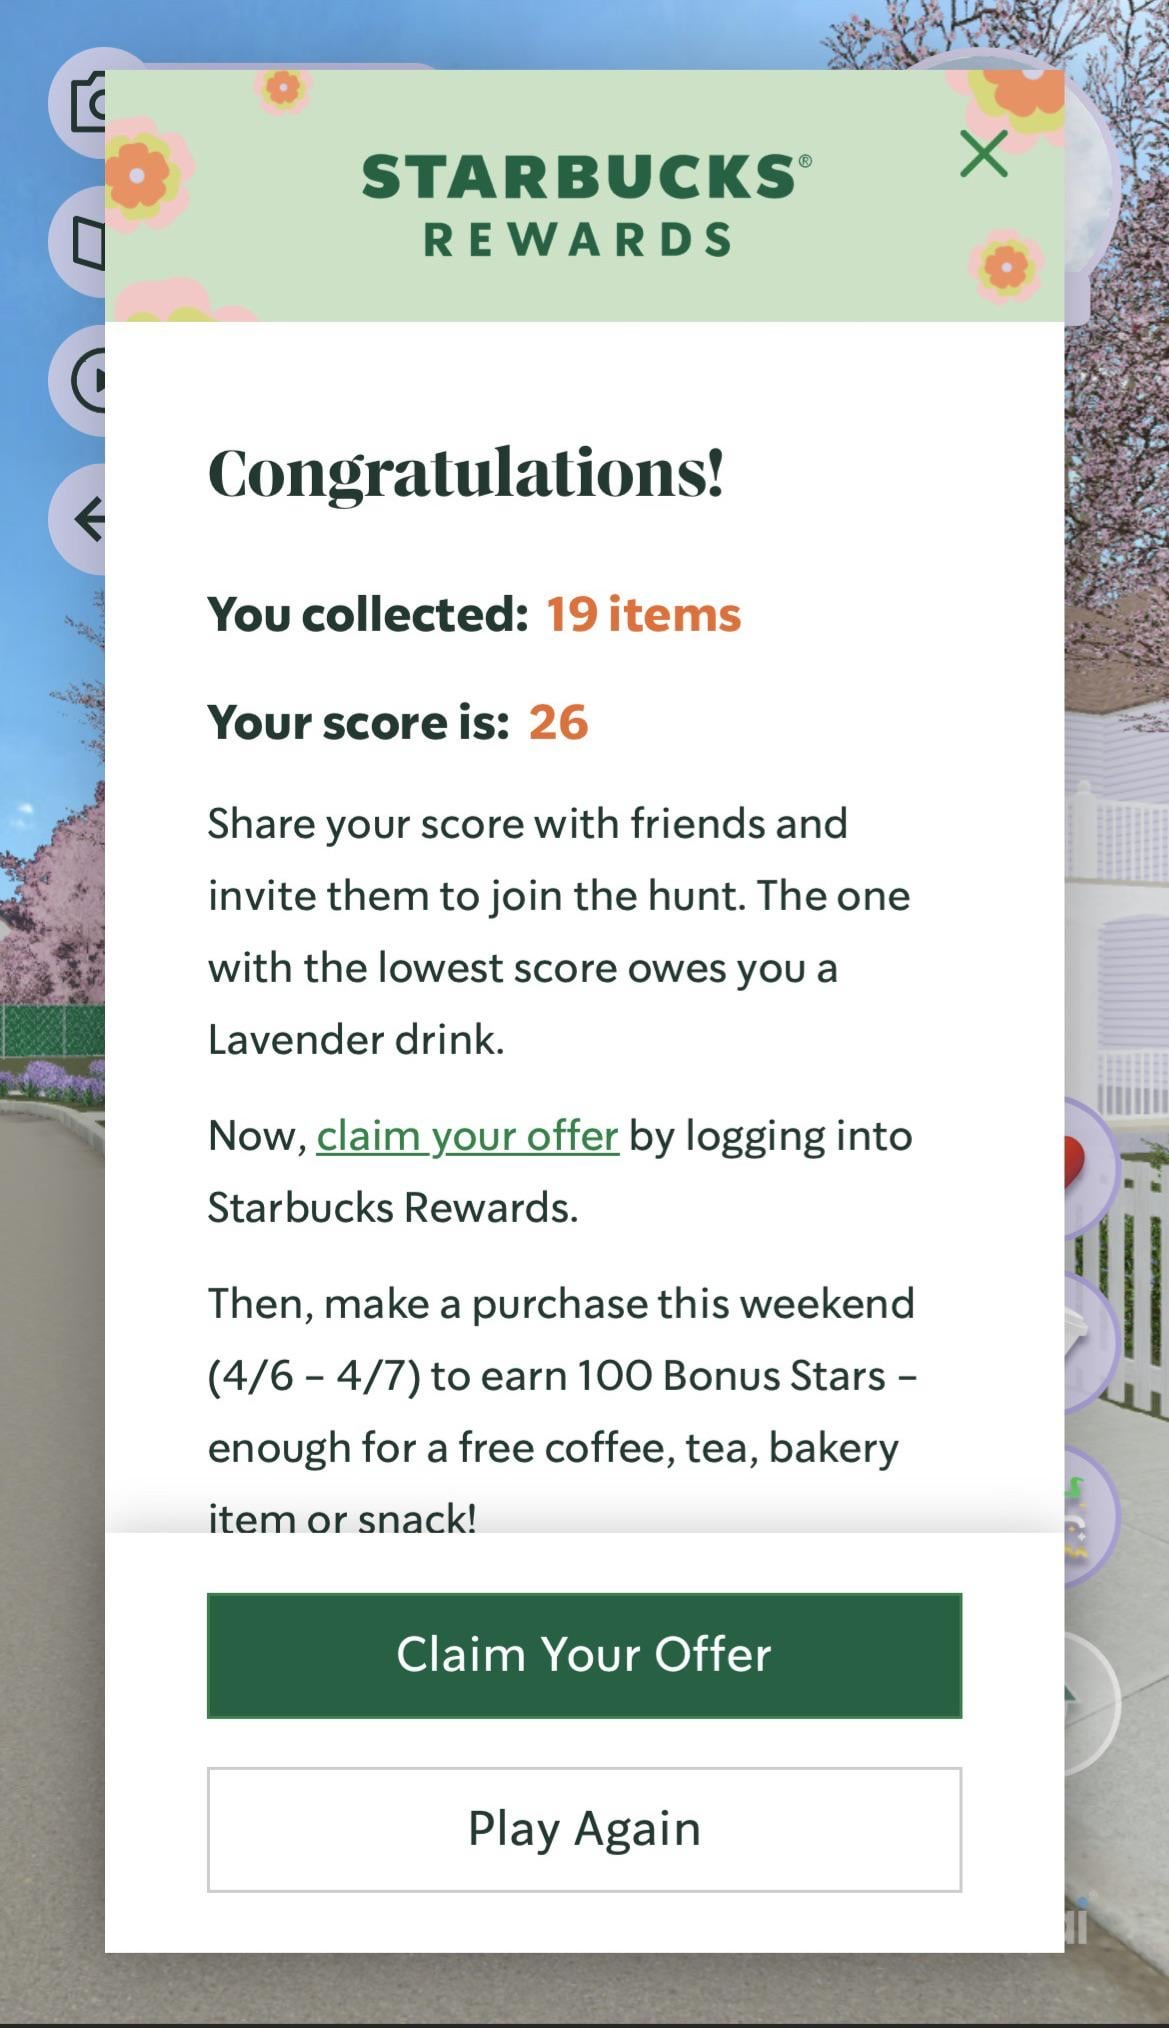 STARBUCKS®
REWARDS
Congratulations!
You collected: 19 items
Your score is: 26
Share your score with friends and
invite them to join the hunt. The one
with the lowest score owes you a
Lavender drink.
Now, claim your offer by logging into
Starbucks Rewards.
Then, make a purchase this weekend
(4/6 – 4/7) to earn 100 Bonus Stars –
enough for a free coffee, tea, bakery
item or snack!
Claim Your Offer
Play Again